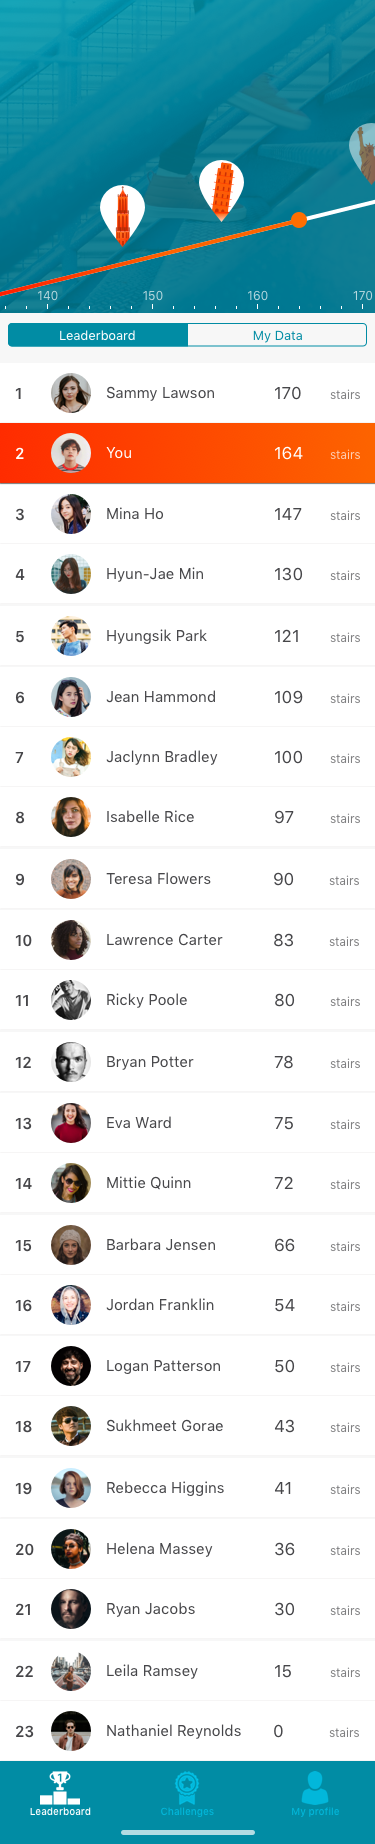 140 150 160 170
Leaderboard My Data
1 Sammy Lawson 170 stairs
2 You 164 stairs
3 Mina Ho 147 stairs
4 Hyun-Jae Min 130 stairs
5 Hyungsik Park 121 stairs
6 Jean Hammond 109 stairs
7 Jaclynn Bradley 100 stairs
8 Isabelle Rice 97 stairs
9 Teresa Flowers 90 stairs
10 Lawrence Carter 83 stairs
11 Ricky Poole 80 stairs
12 Bryan Potter 78 stairs
13 Eva Ward 75 stairs
14 Mittie Quinn 72 stairs
15 Barbara Jensen 66 stairs
16 Jordan Franklin 54 stairs
17 Logan Patterson 50 stairs
18 Sukhmeet Gorae 43 stairs
19 Rebecca Higgins 41 stairs
20 Helena Massey 36 stairs
21 Ryan Jacobs 30 stairs
22 Leila Ramsey 15 stairs
23 Nathaniel Reynolds 0 stairs
1
Leaderboard Challenges My profile